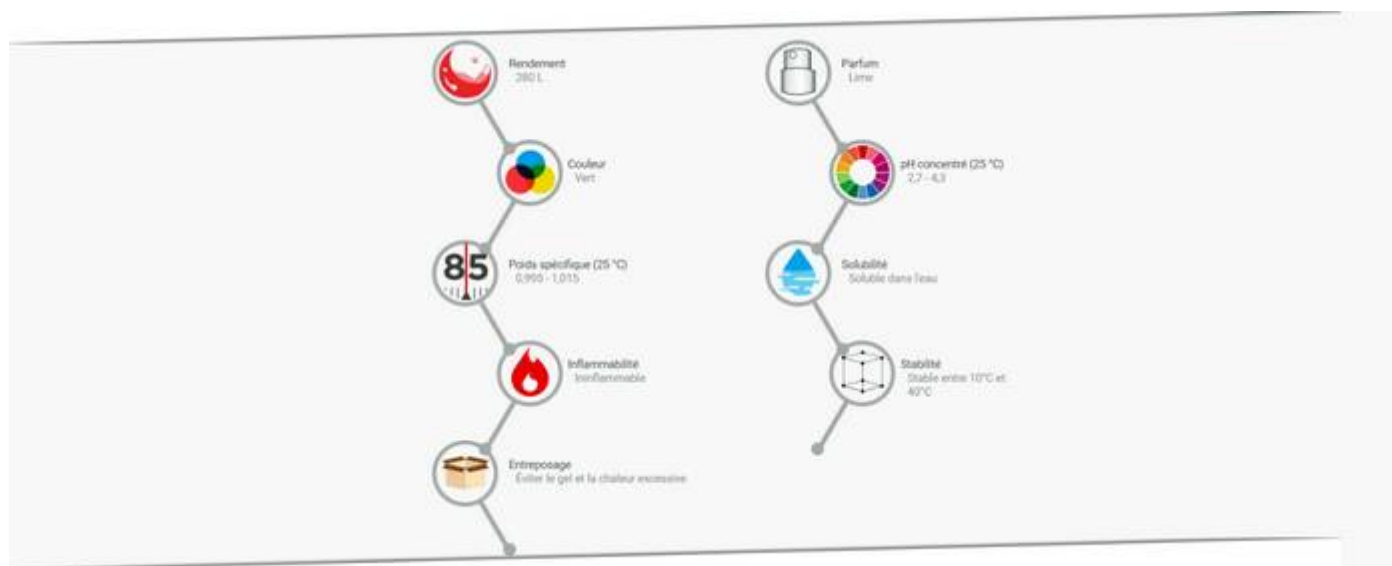 Rendement
280 L
Couleur
Vert
85
Poids spécifique (25 °C)
0,995 - 1,015
Inflammabilité
Ininflammable
Entreposage
Éviter le gel et la chaleur excessive
Parfum
Lime
pH concentré (25 °C)
2,7 - 4,3
Solubilité
Soluble dans l'eau
Stabilité
Stable entre 10°C et
40°C